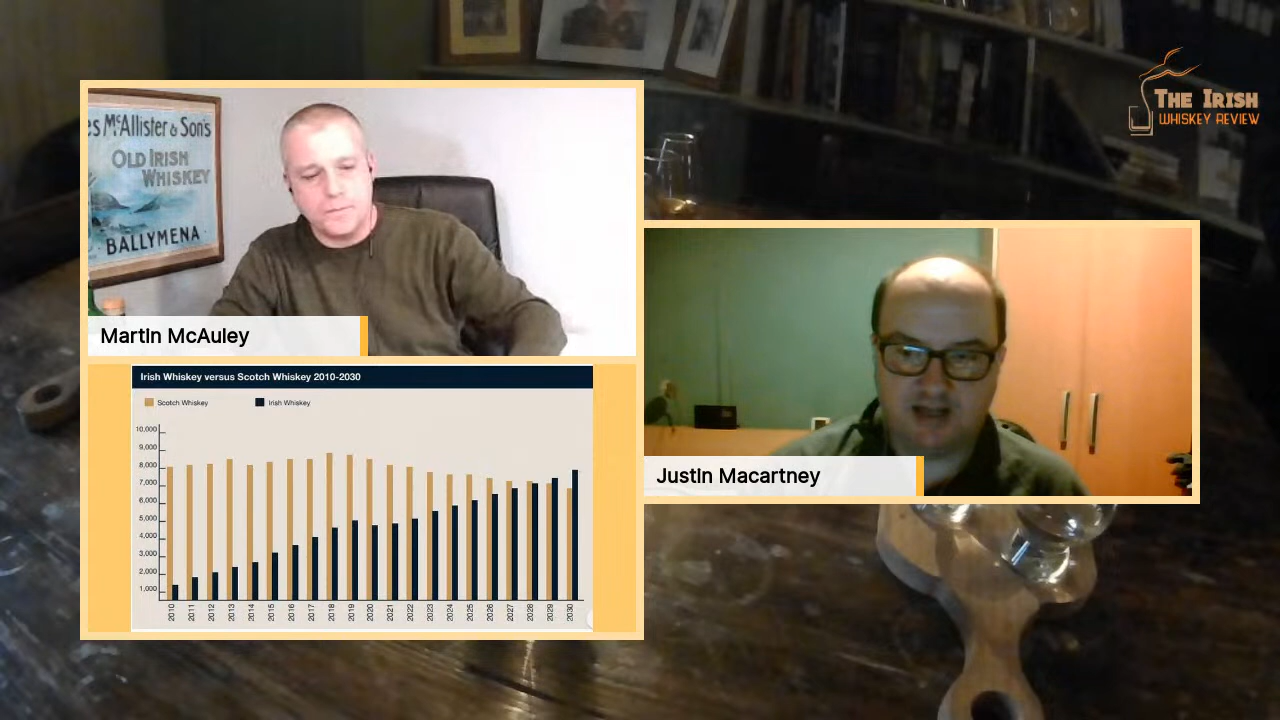 THE IRISH
WHISKEY REVIEW
s McAllister & Son's
OLD IRISH
WHISKEY
BALLYMENA
Martin McAuley
Irish Whiskey versus Scotch Whiskey 2010-2030
Scotch Whiskey
Irish Whiskey
10,000
9,000
8,000
7,000
6,000
5,000
4,000
3,000
2,000
1,000
2010 2011 2012 2013 2014 2015 2016 2017 2018 2019 2020 2021 2022 2023 2024 2025 2026 2027 2028 2029 2030
Justin Macartney